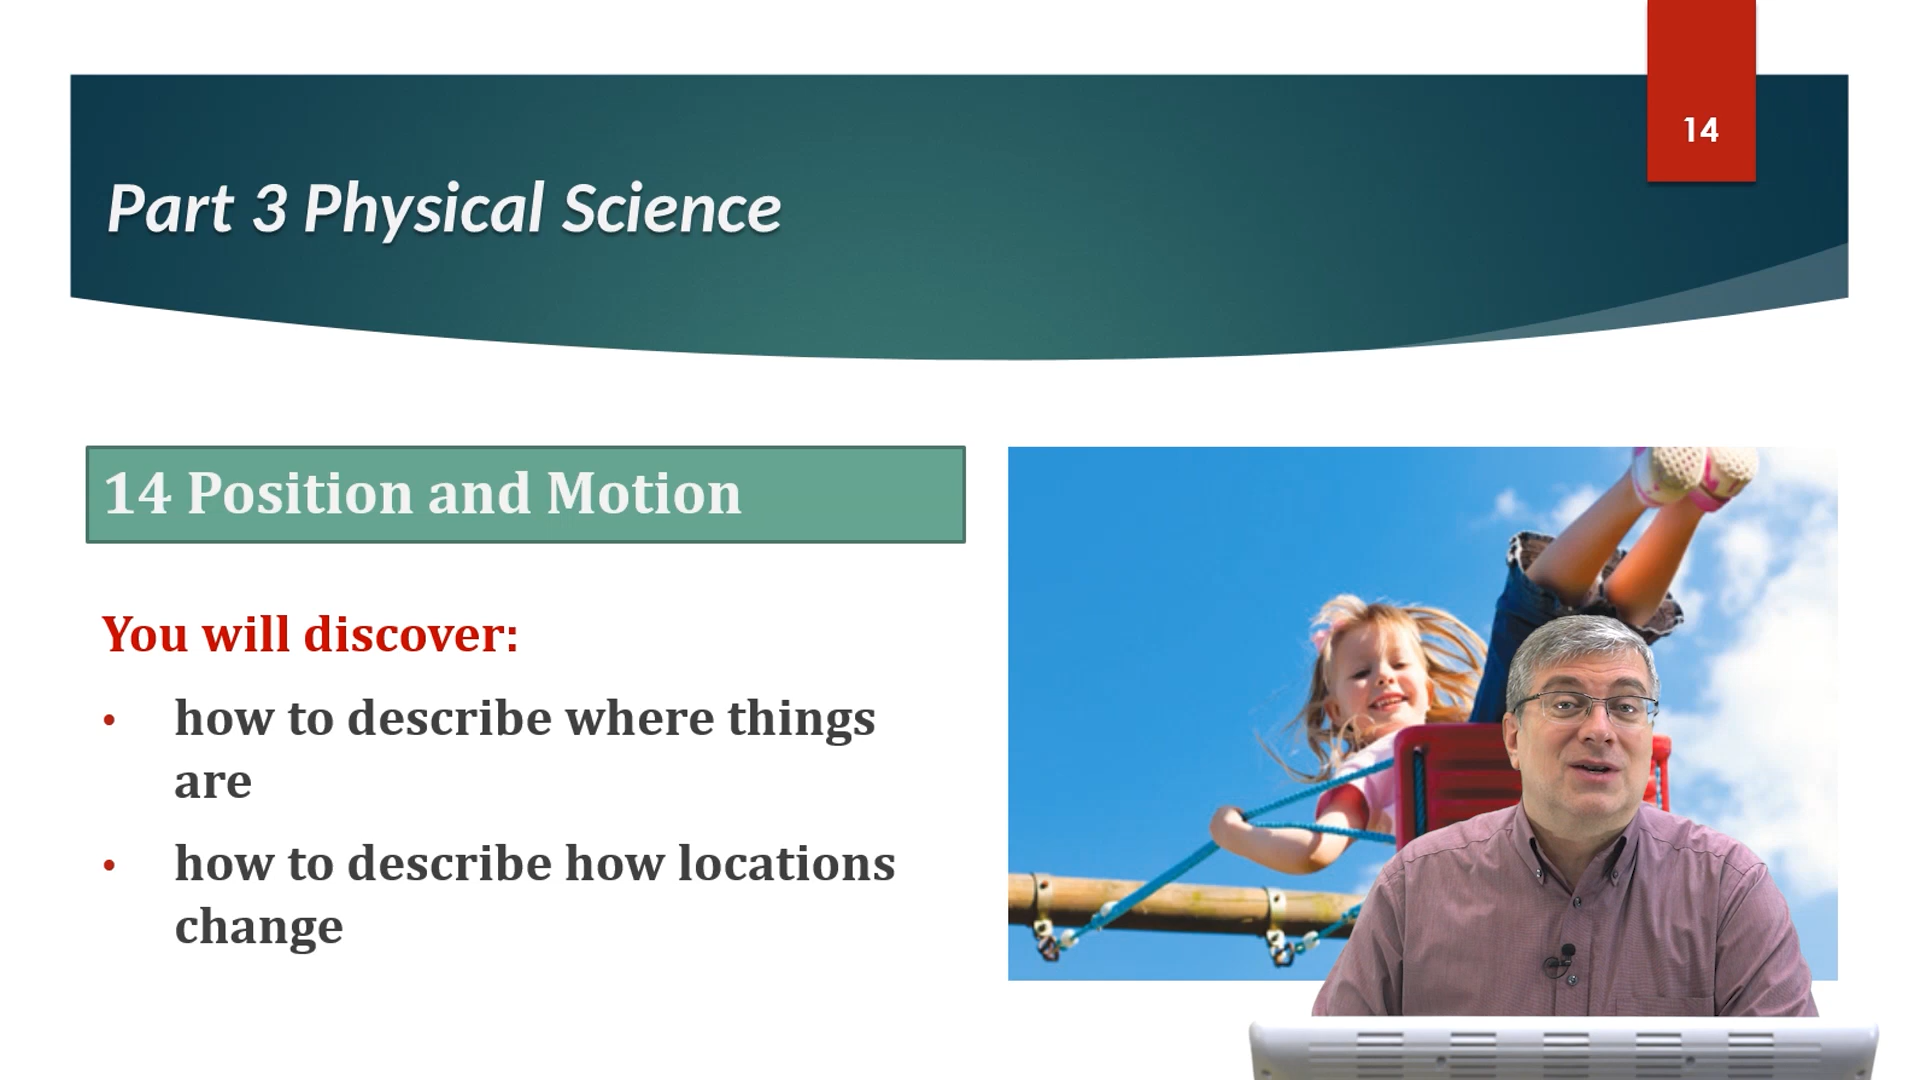 14
Part 3 Physical Science
14 Position and Motion
You will discover:
• how to describe where things
are
• how to describe how locations
change